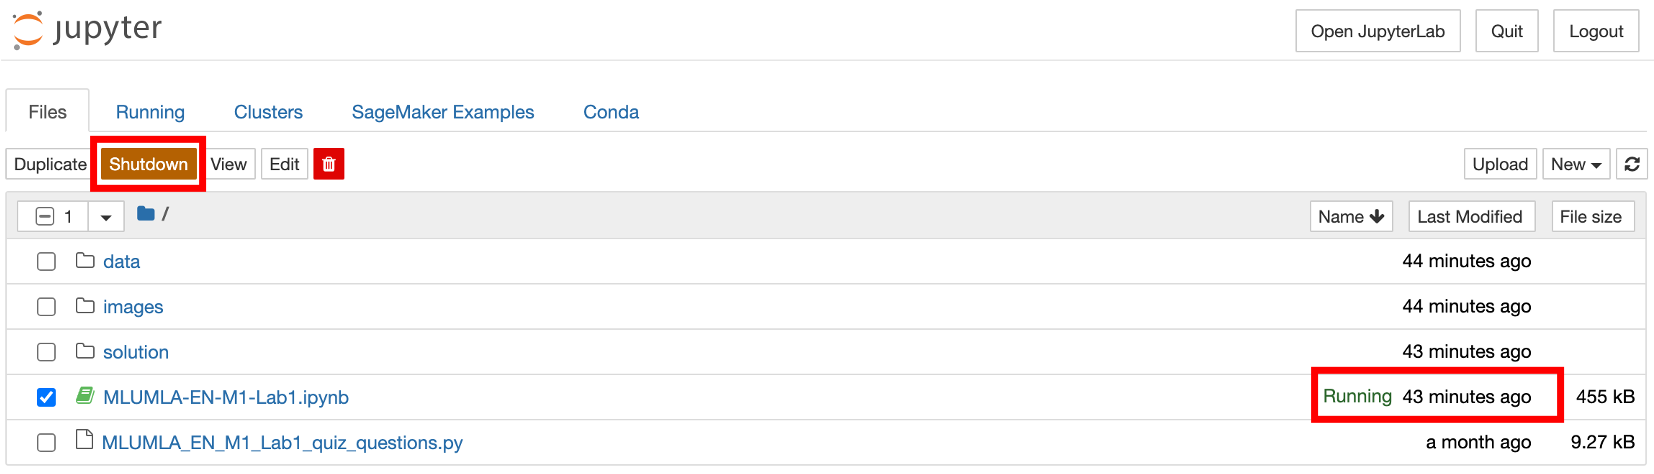 jupyter
Open JupyterLab Quit Logout
Files Running Clusters SageMaker Examples Conda
Duplicate Shutdown View Edit Upload New
1 / Name Last Modified File size
data 44 minutes ago
images 44 minutes ago
solution 43 minutes ago
MLUMLA-EN-M1-Lab1.ipynb Running 43 minutes ago 455 kB
MLUMLA_EN_M1_Lab1_quiz_questions.py a month ago 9.27 kB